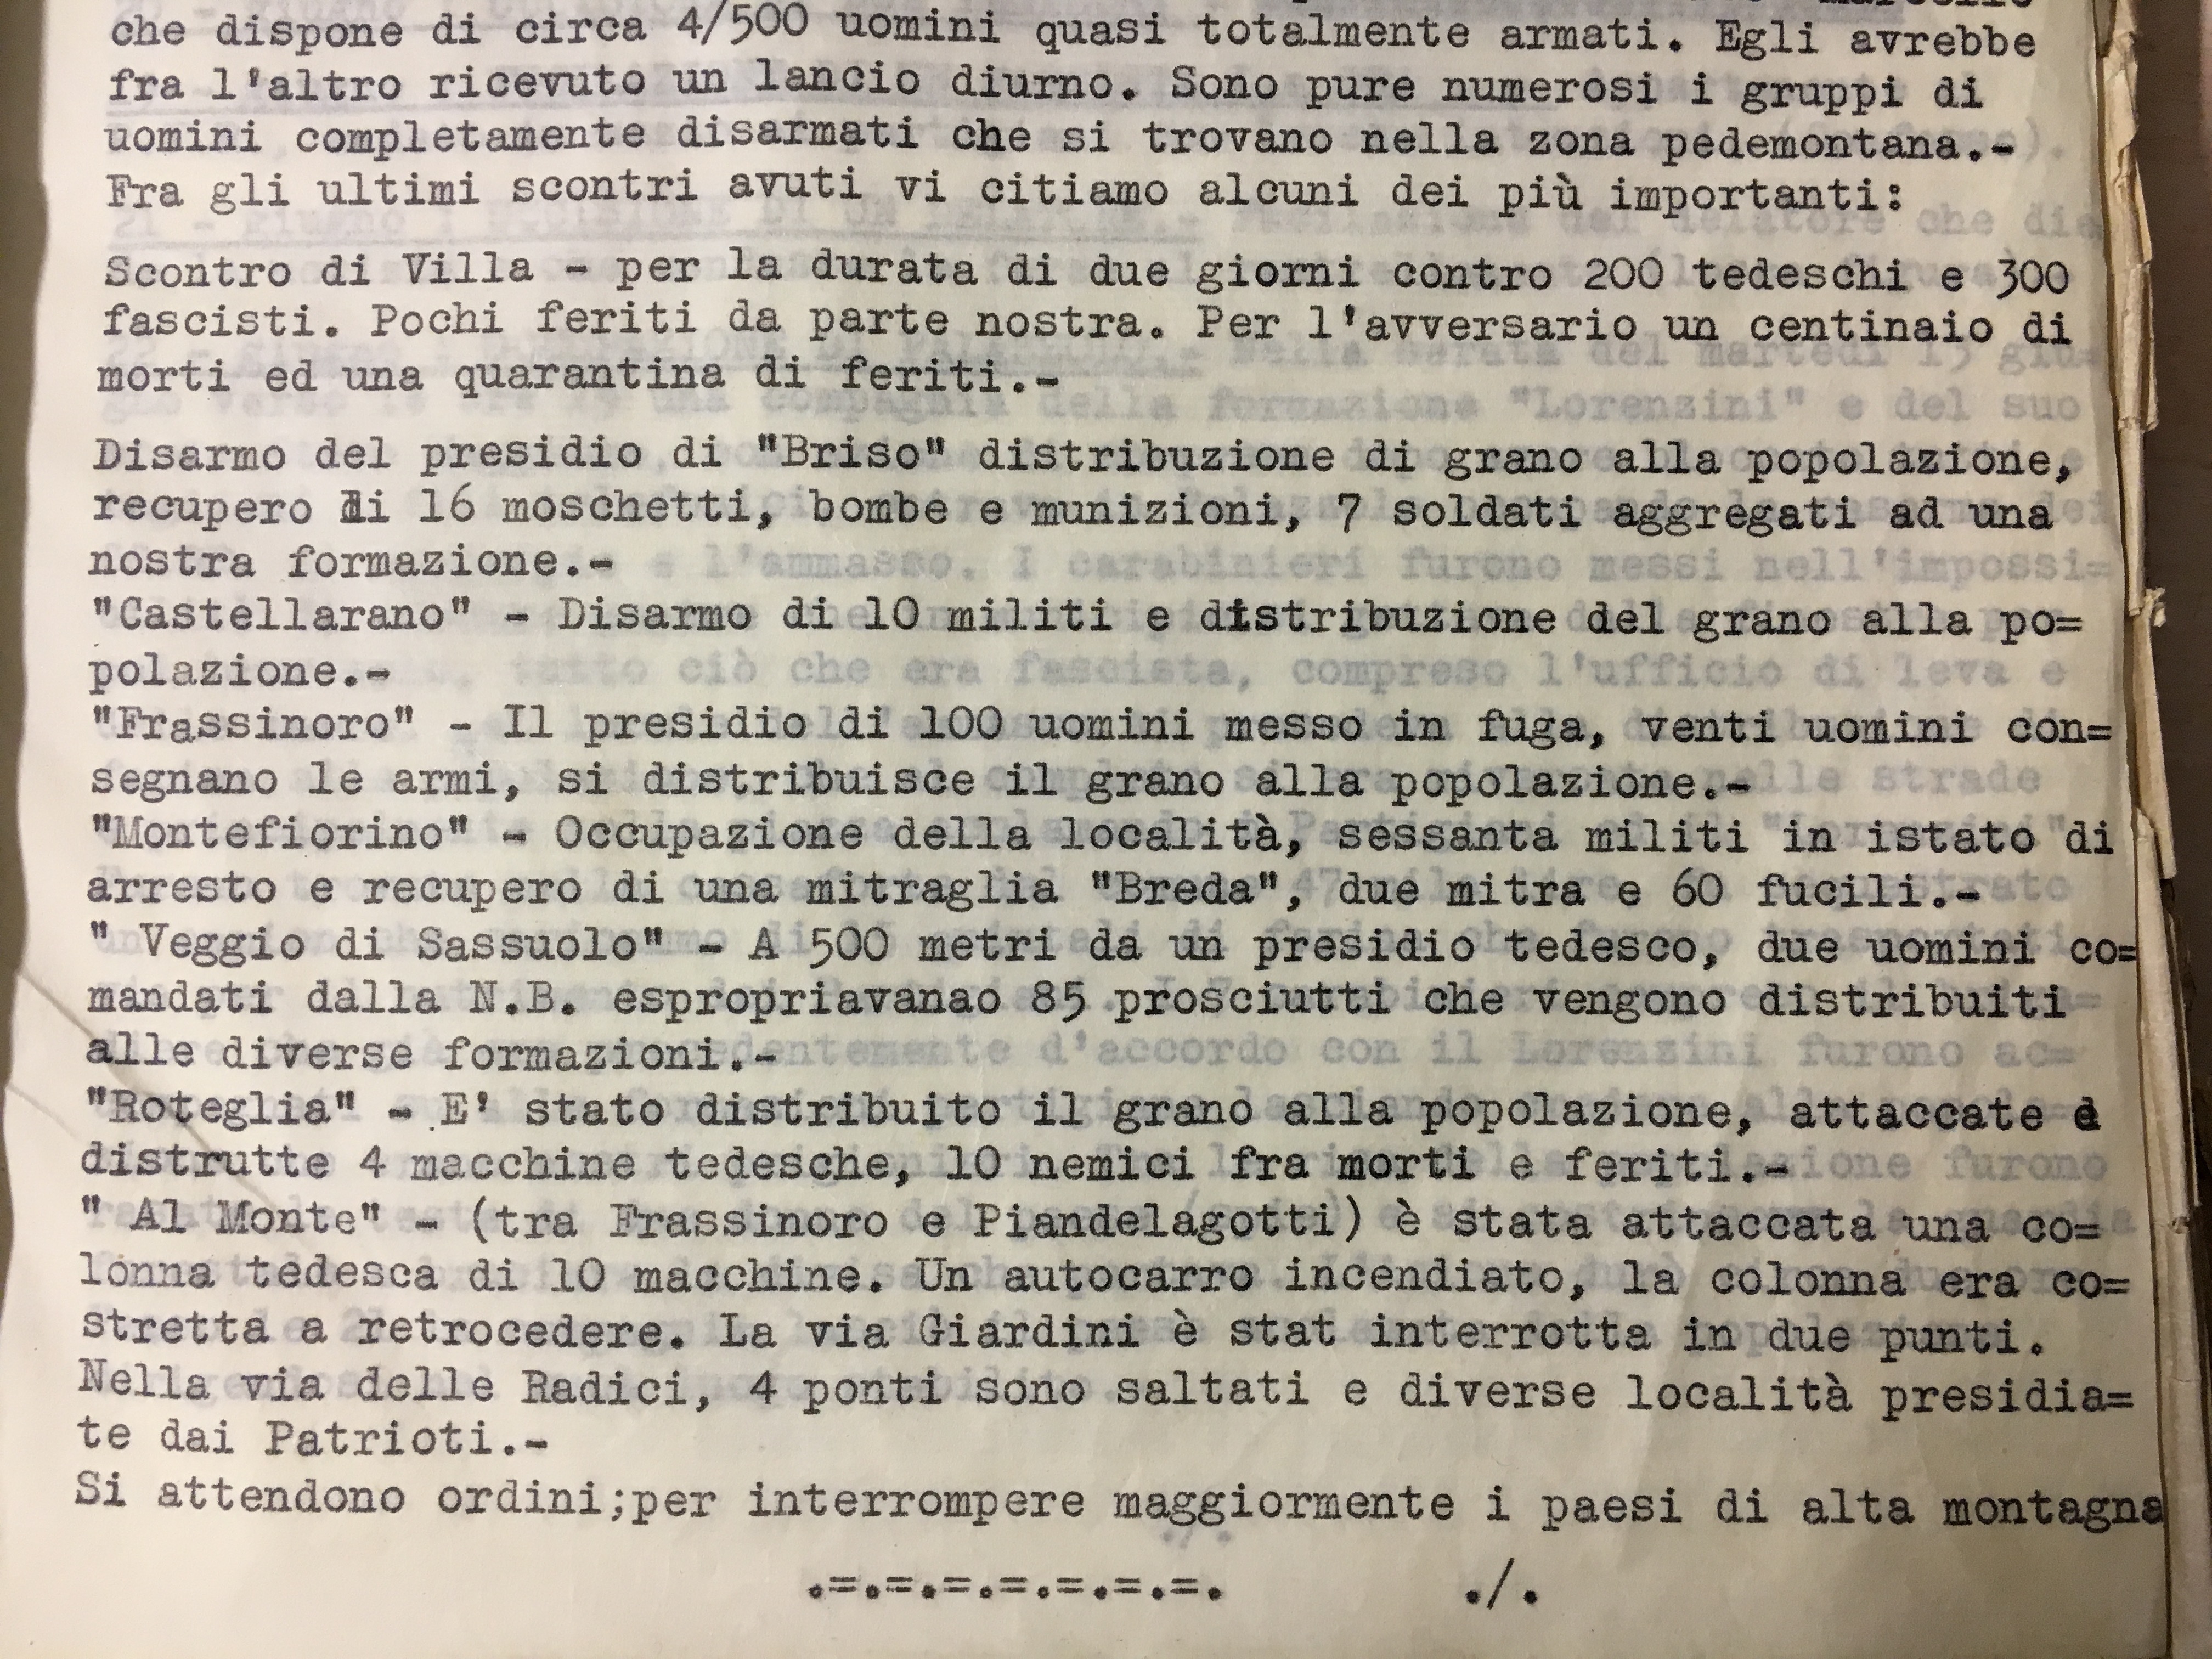 che dispone di circa 4/500 uomini quasi totalmente armati. Egli avrebbe
fra l'altro ricevuto un lancio diurno. Sono pure numerosi i gruppi di
uomini completamente disarmati che si trovano nella zona pedemontana.-
Fra gli ultimi scontri avuti vi citiamo alcuni dei più importanti:
Scontro di Villa - per la durata di due giorni contro 200 tedeschi e 300
fascisti. Pochi feriti da parte nostra. Per l'avversario un centinaio di
morti ed una quarantina di feriti.-
Disarmo del presidio di "Briso" distribuzione di grano alla popolazione,
recupero di 16 moschetti, bombe e munizioni, 7 soldati aggregati ad una
nostra formazione.-
"Castellarano" - Disarmo di 10 militi e distribuzione del grano alla po=
polazione.-
"Frassinoro" - Il presidio di 100 uomini messo in fuga, venti uomini con=
segnano le armi, si distribuisce il grano alla popolazione.-
"Montefiorino" - Occupazione della località, sessanta militi in istato di
arresto e recupero di una mitraglia "Breda", due mitra e 60 fucili.-
" Veggio di Sassuolo" - A 500 metri da un presidio tedesco, due uomini co=
mandati dalla N.B. espropriavanao 85 prosciutti che vengono distribuiti
alle diverse formazioni.-
"Roteglia" - E' stato distribuito il grano alla popolazione, attaccate e
distrutte 4 macchine tedesche, 10 nemici fra morti e feriti.-
" Al Monte" - (tra Frassinoro e Piandelagotti) è stata attaccata una co=
lonna tedesca di 10 macchine. Un autocarro incendiato, la colonna era co=
stretta a retrocedere. La via Giardini è stat interrotta in due punti.
Nella via delle Radici, 4 ponti sono saltati e diverse località presidia=
te dai Patrioti.-
Si attendono ordini;per interrompere maggiormente i paesi di alta montagna
.=.=.=.=.=.=.=. ./.